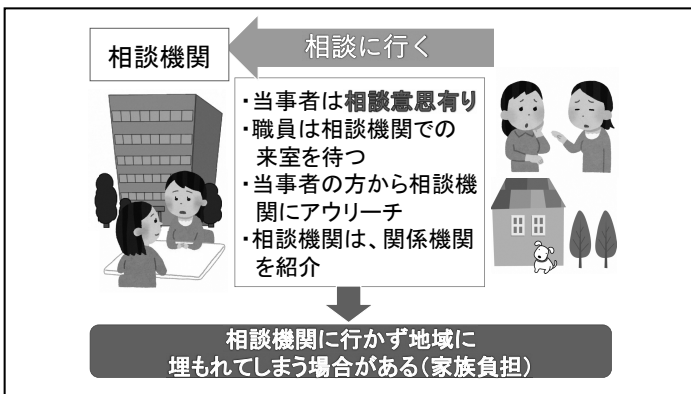 相談機関
相談に行く
・当事者は相談意思有り
・職員は相談機関での
来室を待つ
・当事者の方から相談機
関にアウリーチ
・相談機関は、関係機関
を紹介
相談機関に行かず地域に
埋もれてしまう場合がある(家族負担)